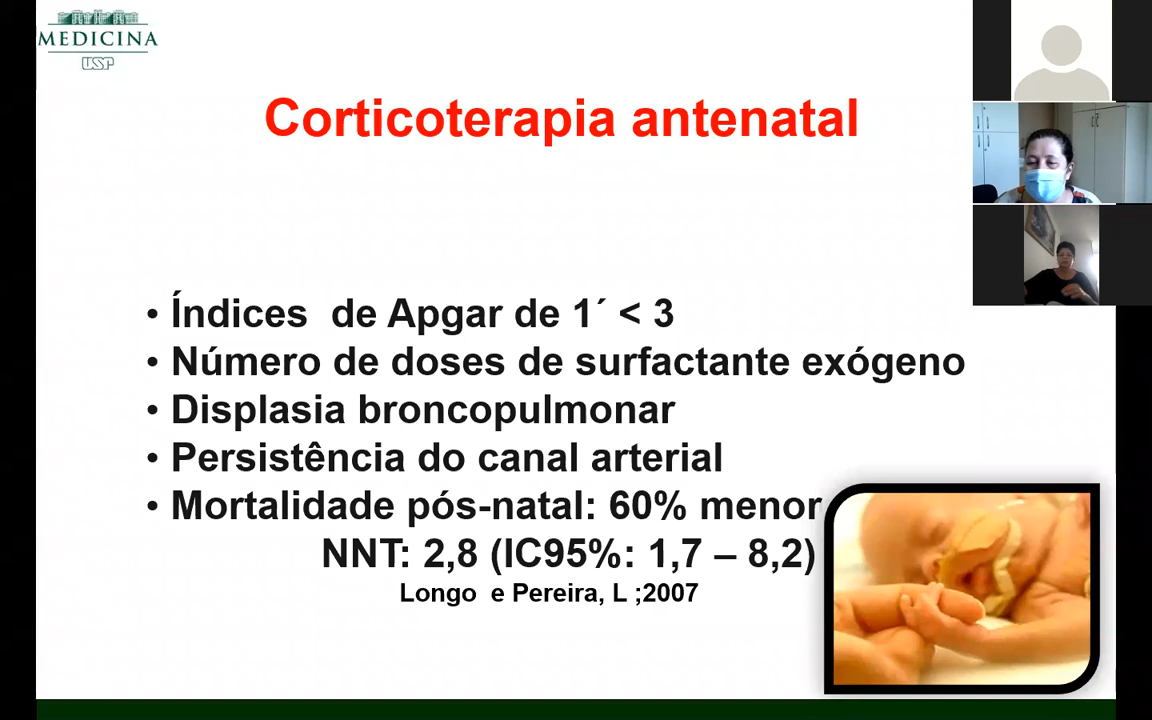 MEDICINA
USP
Corticoterapia antenatal
• Índices de Apgar de 1´ < 3
• Número de doses de surfactante exógeno
• Displasia broncopulmonar
• Persistência do canal arterial
• Mortalidade pós-natal: 60% menor
NNT: 2,8 (IC95%: 1,7 – 8,2)
Longo e Pereira, L ;2007